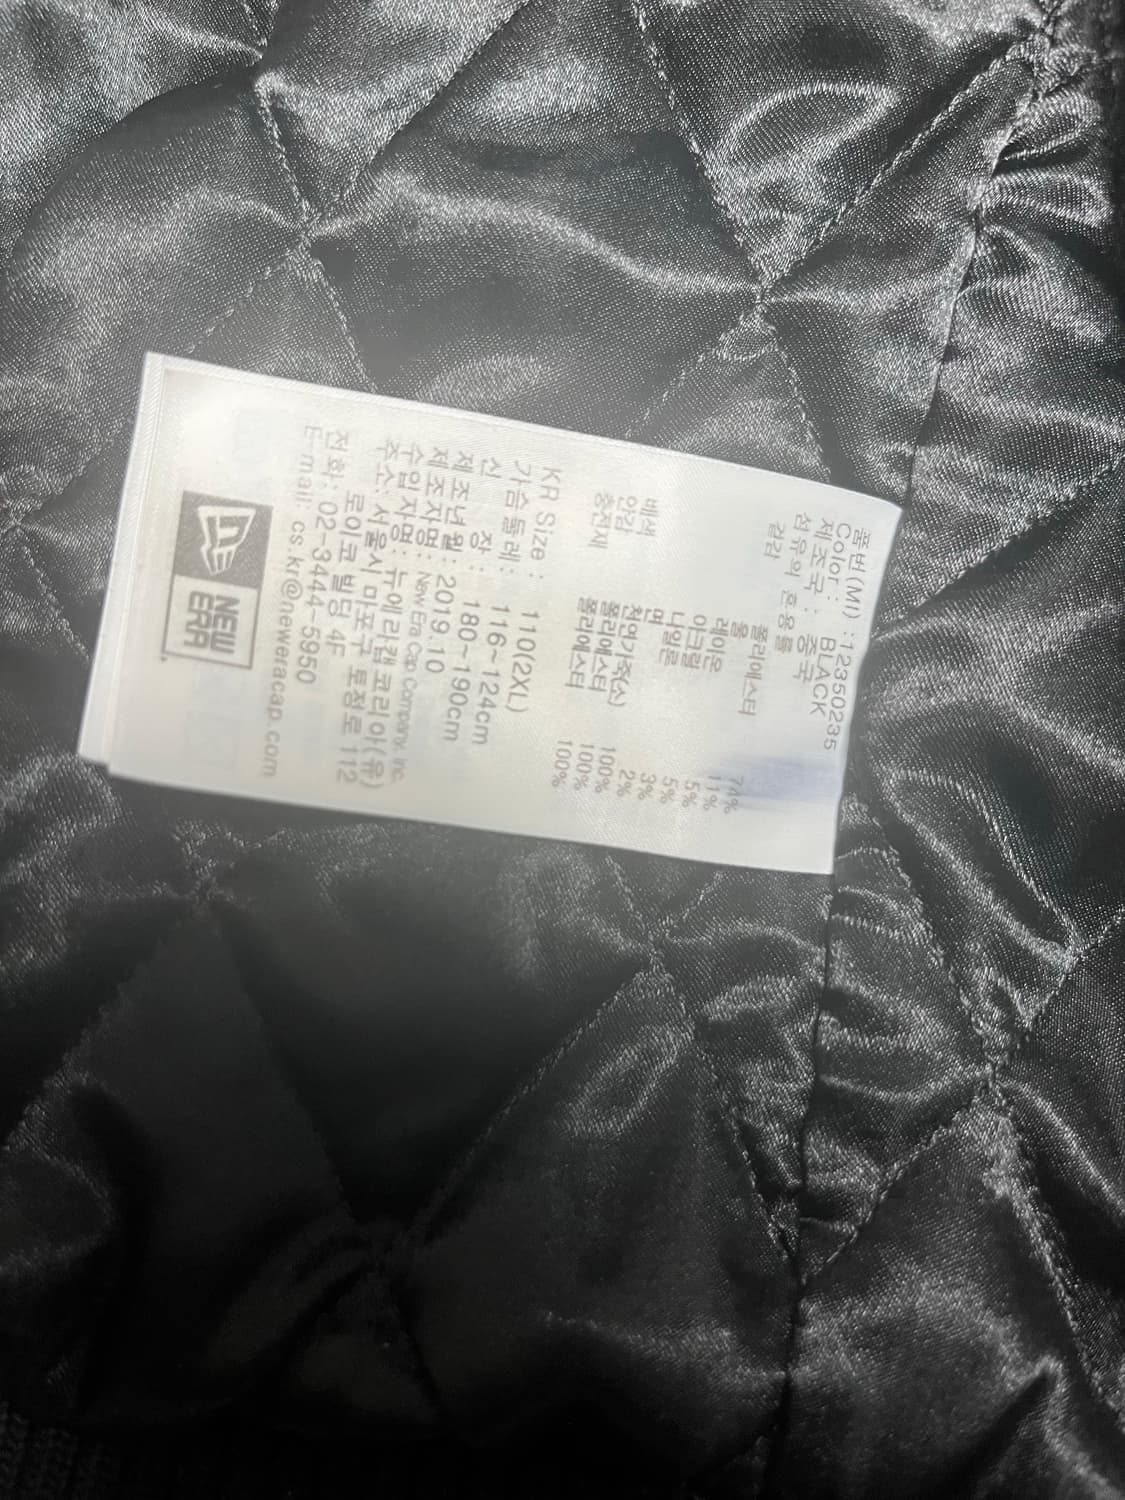 품번(MI) : 12350235
Color : BLACK
제 조 국 : 중국
섬유의 혼용률
겉감
폴리에스터 74%
울 11%
레이온 5%
아크릴 5%
나일론 3%
면 2%
배색 천연가죽(소) 100%
안감 폴리에스터 100%
충전재 폴리에스터 100%
KR Size : 110(2XL)
가슴둘레 : 116~124cm
신 장 : 180~190cm
제조년월 : 2019.10
제조자명 : New Era Cap Company, Inc.
수입자명 : 뉴에라캡코리아(유)
주소 : 서울시 마포구 토정로 112
로이코 빌딩 4F
전화 : 02-3444-5950
E-mail: cs.kr@neweracap.com
NEW
ERA